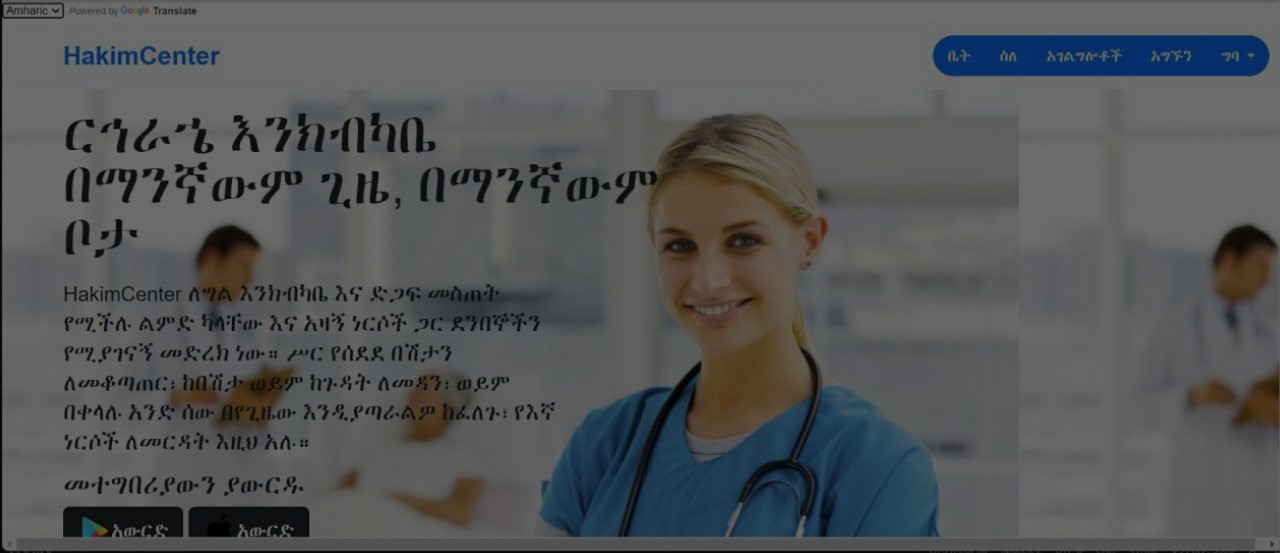 Amharic
Powered by Google Translate
HakimCenter
ቤት ስለ አገልግሎቶች አግኙን ግባ
ርኅራኄ እንክብካቤ
በማንኛውም ጊዜ, በማንኛውም
ቦታ
HakimCenter ለግል እንክብካቤ እና ድጋፍ መስጠት
የሚችሉ ልምድ ካላቸው እና አዛኝ ነርሶች ጋር ደንበኞችን
የሚያገናኝ መድረክ ነው። ሥር የሰደደ በሽታን
ለመቆጣጠር፣ ከበሽታ ወይም ከጉዳት ለመዳን፣ ወይም
በቀላሉ አንድ ሰው በየጊዜው እንዲያጣራልዎ ከፈለጉ፣ የእኛ
ነርሶች ለመርዳት እዚህ አሉ።
መተግበሪያውን ያውርዱ
አውርድ አውርድ